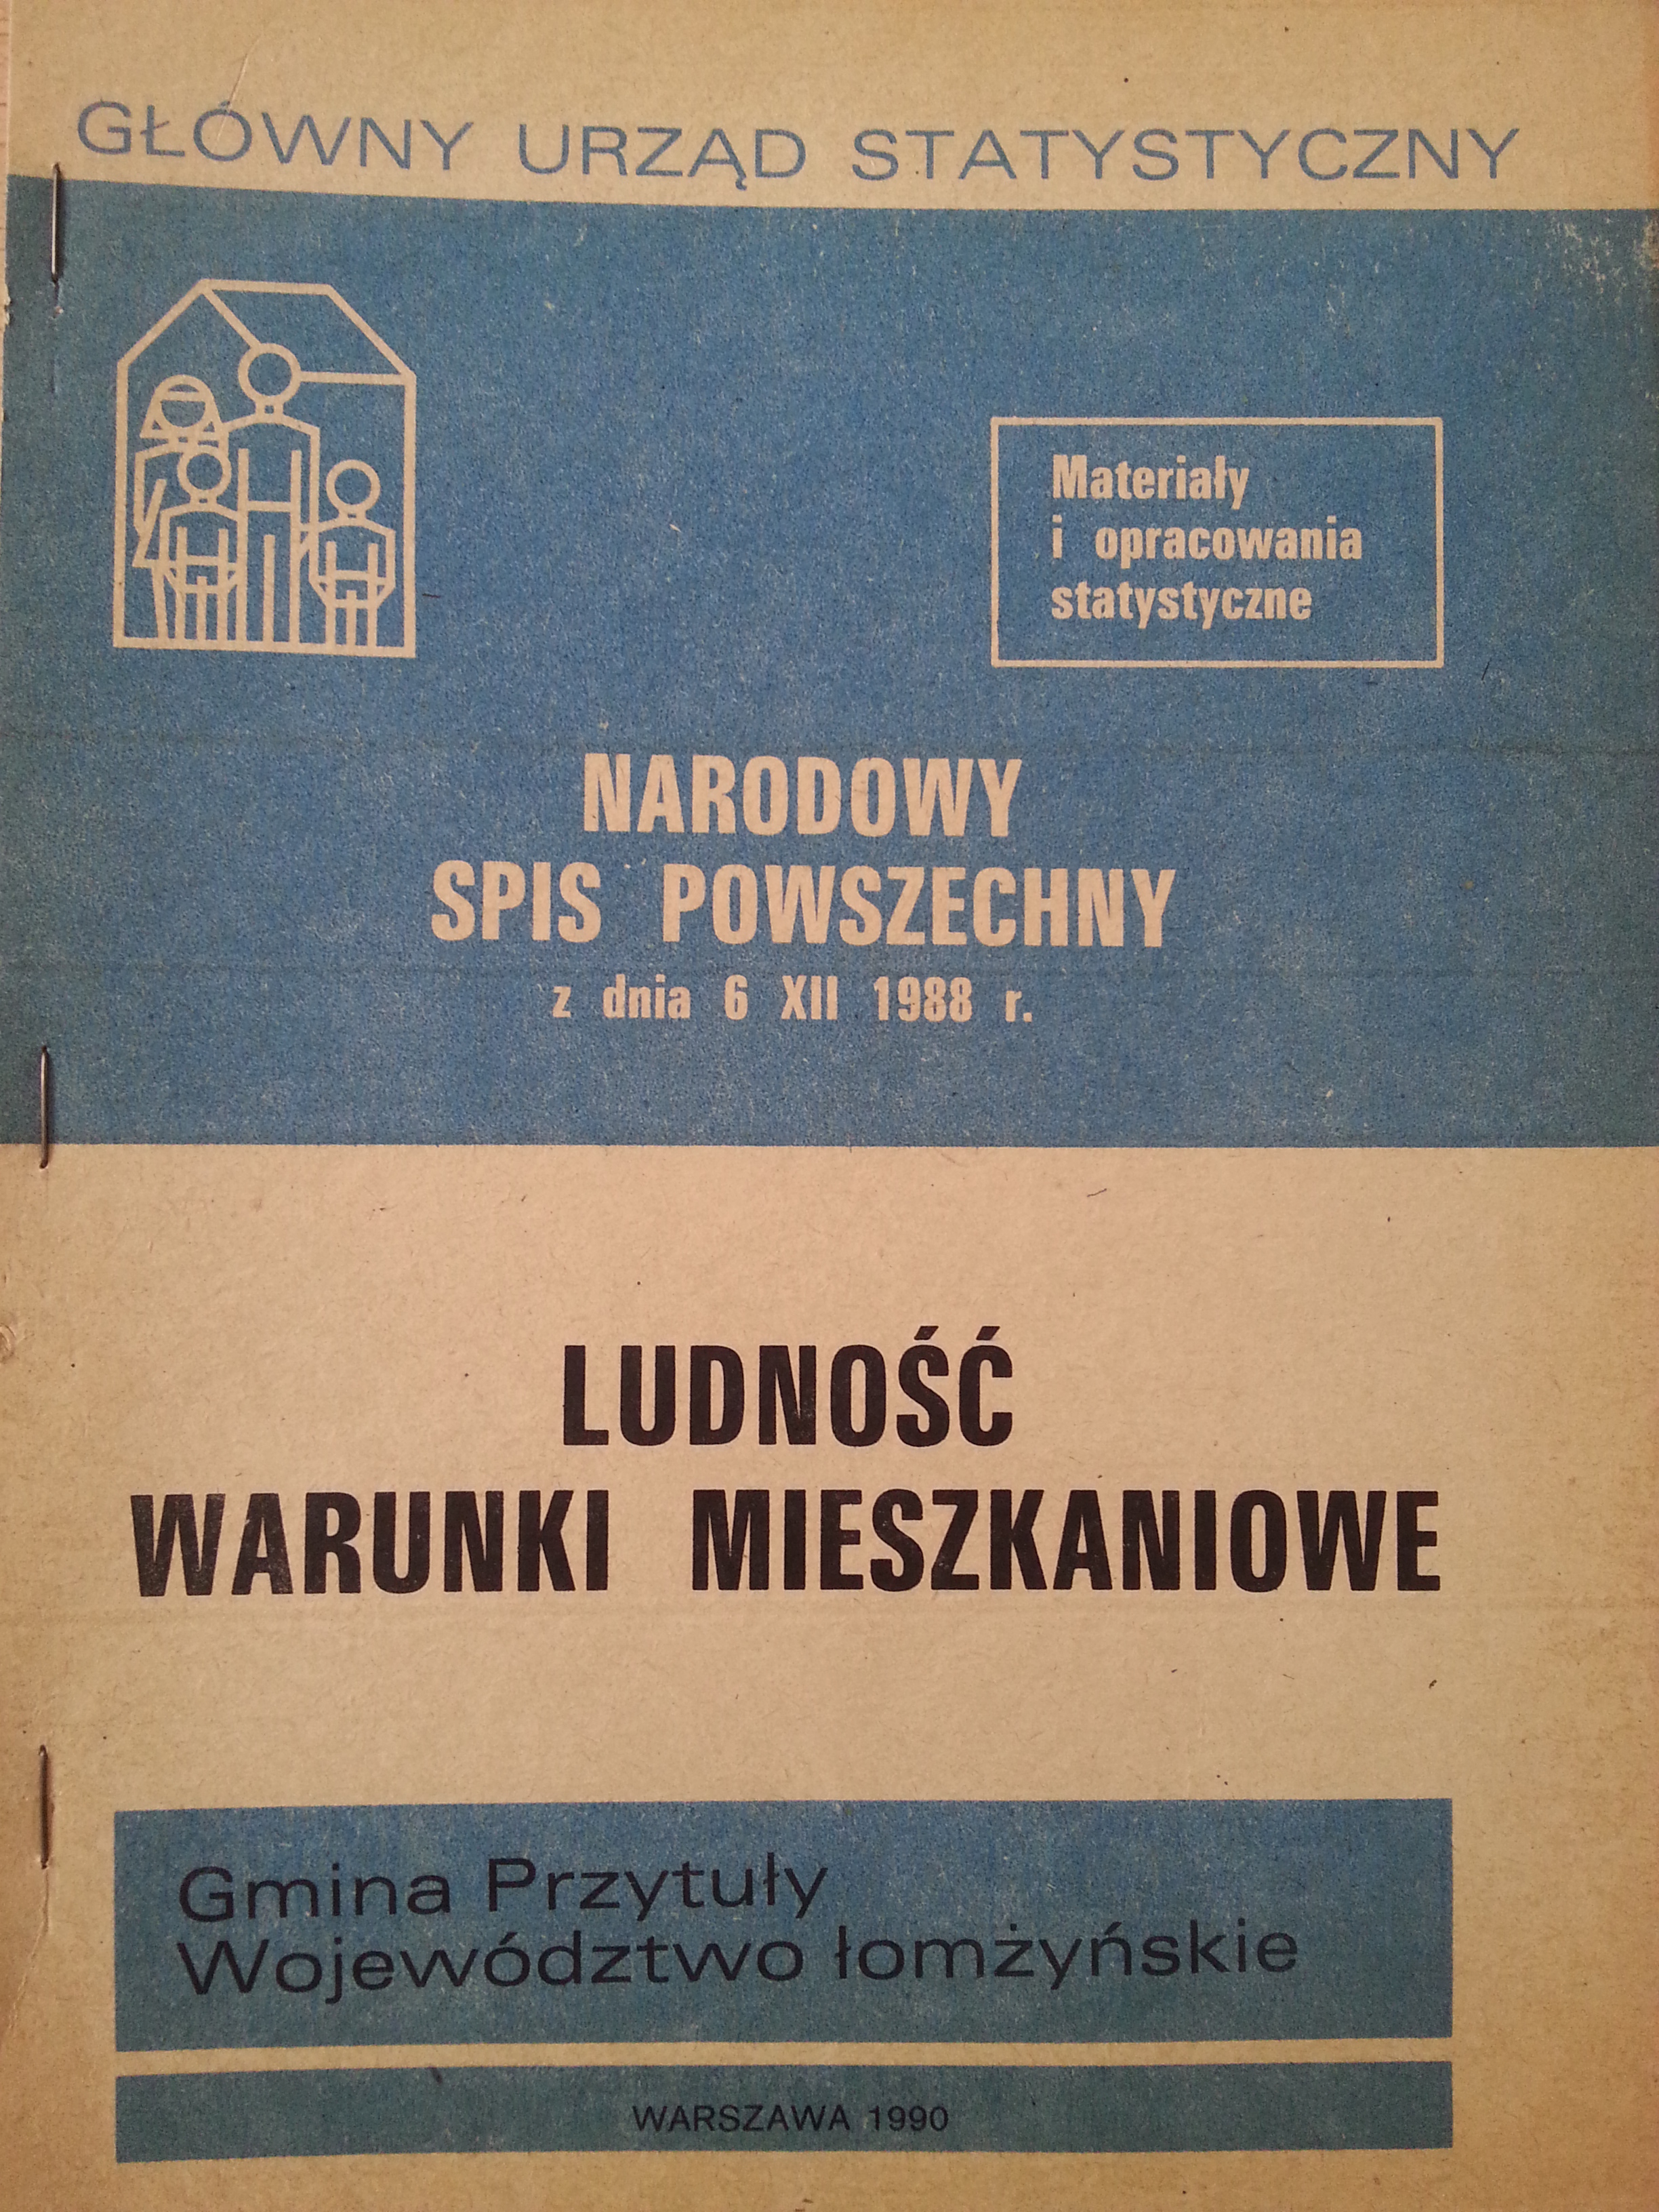 GŁÓWNY URZĄD STATYSTYCZNY
Materiały
i opracowania
statystyczne
NARODOWY
SPIS POWSZECHNY
z dnia 6 XII 1988 r.
LUDNOŚĆ
WARUNKI MIESZKANIOWE
Gmina Przytuły
Województwo łomżyńskie
WARSZAWA 1990